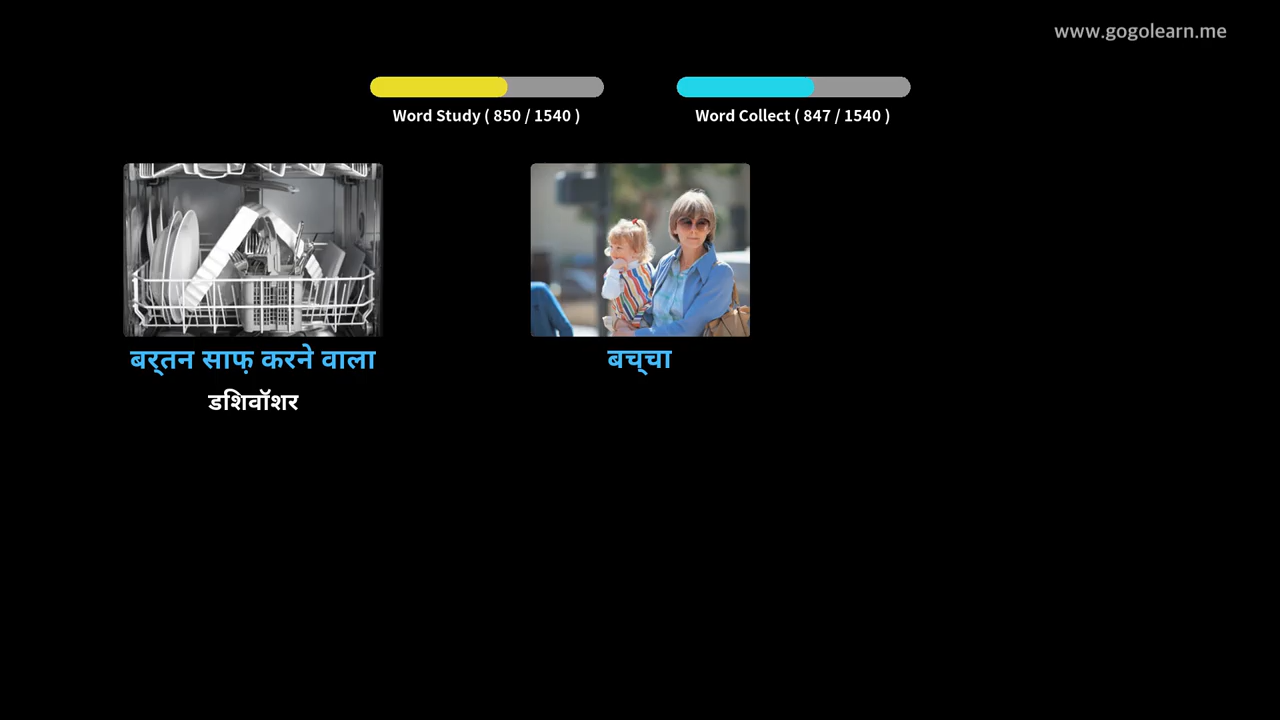 www.gogolearn.me
Word Study ( 850 / 1540 )
Word Collect ( 847 / 1540 )
बर्‌तन साफ़ करने वाला
बच्‌चा
डशिवॉशर